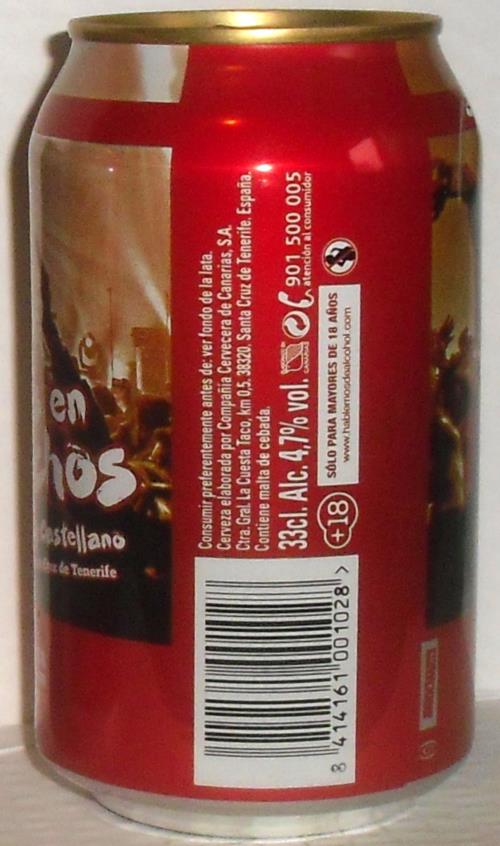 en
hos
castellano
Cruz de Tenerife
Consumir preferentemente antes de: ver fondo de la lata.
Cerveza elaborada por Compañía Cervecera de Canarias, S.A.
Ctra. Gral. La Cuesta Taco, km 0,5. 38320. Santa Cruz de Tenerife. España.
Contiene malta de cebada.
33cl. Alc. 4,7% vol. 901 500 005
atención al consumidor
+18
SÓLO PARA MAYORES DE 18 AÑOS
www.hablemosdealcohol.com
8 414161 001028 >